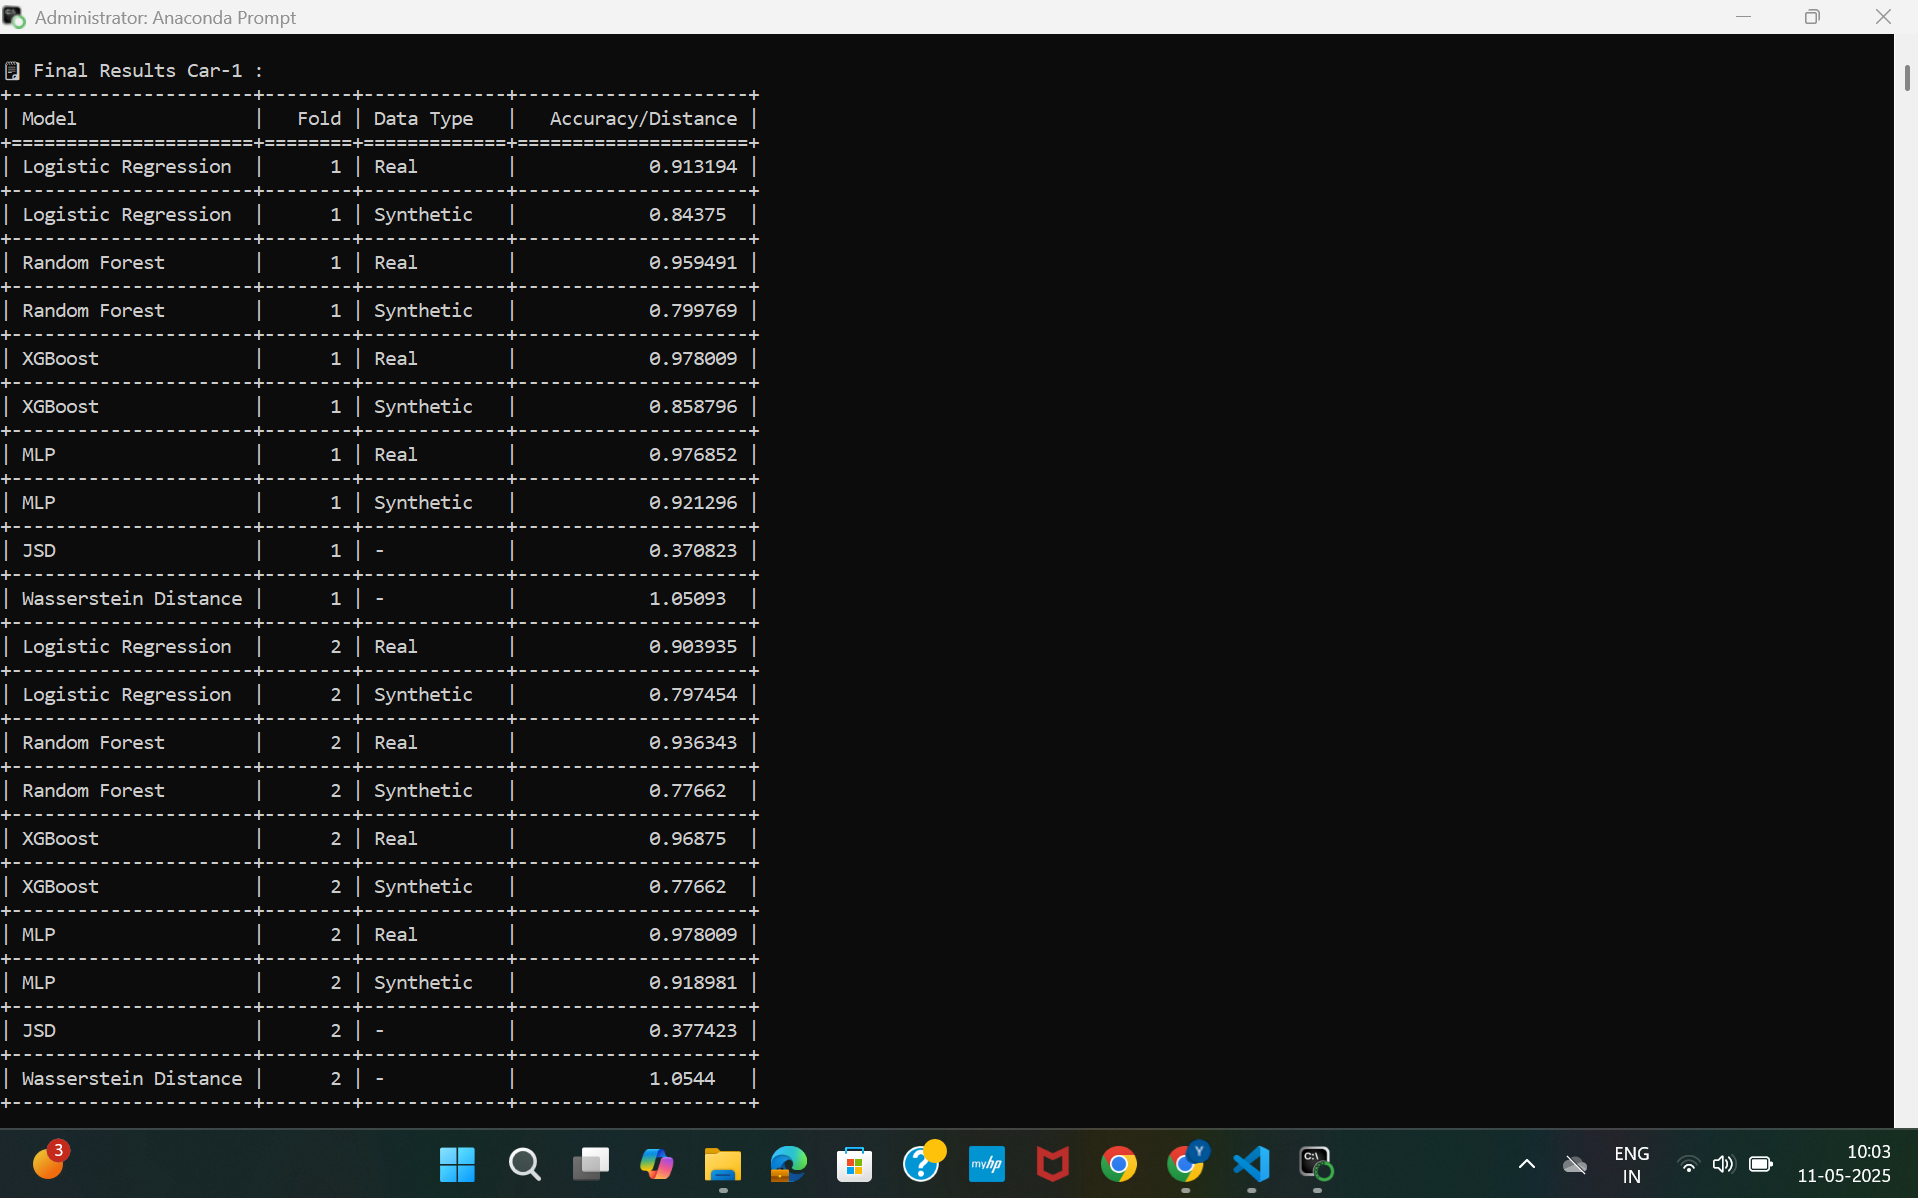 Administrator: Anaconda Prompt
Final Results Car-1 :
| Model | Fold | Data Type | Accuracy/Distance |
| Logistic Regression | 1 | Real | 0.913194 |
| Logistic Regression | 1 | Synthetic | 0.84375 |
| Random Forest | 1 | Real | 0.959491 |
| Random Forest | 1 | Synthetic | 0.799769 |
| XGBoost | 1 | Real | 0.978009 |
| XGBoost | 1 | Synthetic | 0.858796 |
| MLP | 1 | Real | 0.976852 |
| MLP | 1 | Synthetic | 0.921296 |
| JSD | 1 | - | 0.370823 |
| Wasserstein Distance | 1 | - | 1.05093 |
| Logistic Regression | 2 | Real | 0.903935 |
| Logistic Regression | 2 | Synthetic | 0.797454 |
| Random Forest | 2 | Real | 0.936343 |
| Random Forest | 2 | Synthetic | 0.77662 |
| XGBoost | 2 | Real | 0.96875 |
| XGBoost | 2 | Synthetic | 0.77662 |
| MLP | 2 | Real | 0.978009 |
| MLP | 2 | Synthetic | 0.918981 |
| JSD | 2 | - | 0.377423 |
| Wasserstein Distance | 2 | - | 1.0544 |
3
myhp
Y
C:\
ENG
IN
10:03
11-05-2025